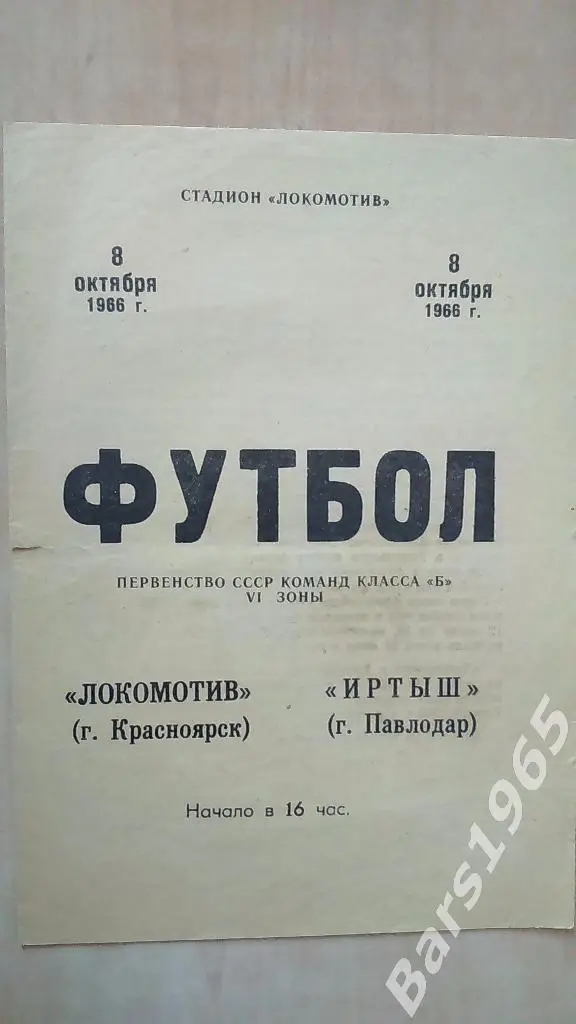 СТАДИОН «ЛОКОМОТИВ»
8
октября
1966 г.
8
октября
1966 г.
ФУТБОЛ
ПЕРВЕНСТВО СССР КОМАНД КЛАССА «Б»
VI ЗОНЫ
«ЛОКОМОТИВ»
(г. Красноярск)
«ИРТЫШ»
(г. Павлодар)
Начало в 16 час.
Bars1965